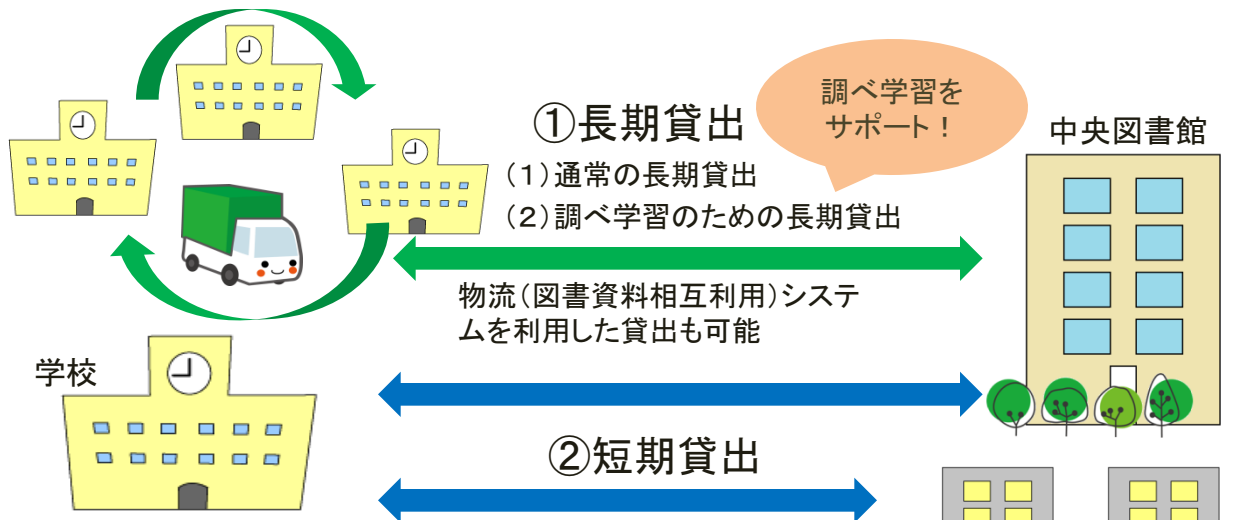 ①長期貸出
調べ学習を
サポート！
中央図書館
（１）通常の長期貸出
（２）調べ学習のための長期貸出
物流（図書資料相互利用）システ
ムを利用した貸出も可能
学校
②短期貸出